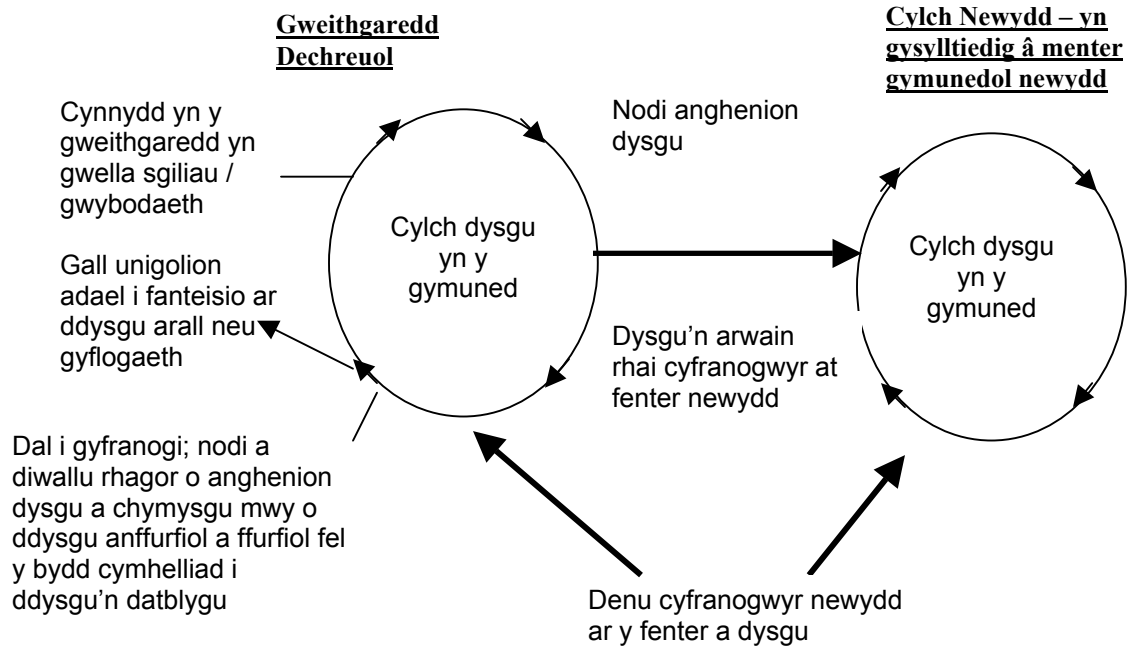 Gweithgaredd
Dechreuol
Cylch Newydd – yn
gysylltiedig â menter
gymunedol newydd
Cynnydd yn y
gweithgaredd yn
gwella sgiliau /
gwybodaeth
Nodi anghenion
dysgu
Cylch dysgu
yn y
gymuned
Cylch dysgu
yn y
gymuned
Gall unigolion
adael i fanteisio ar
ddysgu arall neu
gyflogaeth
Dysgu'n arwain
rhai cyfranogwyr at
fenter newydd
Dal i gyfranogi; nodi a
diwallu rhagor o anghenion
dysgu a chymysgu mwy o
ddysgu anffurfiol a ffurfiol fel
y bydd cymhelliad i
ddysgu'n datblygu
Denu cyfranogwyr newydd
ar y fenter a dysgu